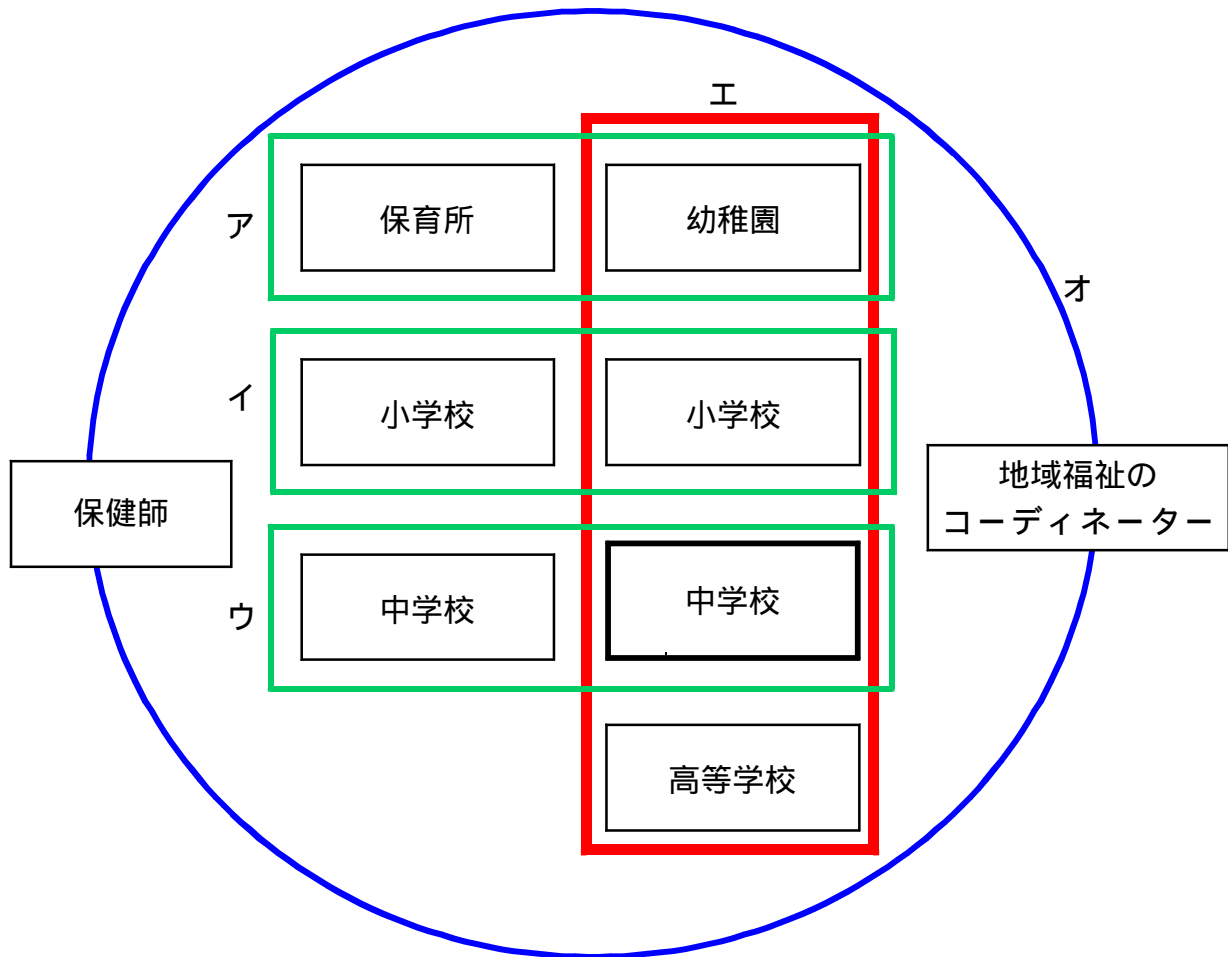 エ
ア
保育所
幼稚園
オ
イ
小学校
小学校
保健師
地域福祉の
コーディネーター
ウ
中学校
中学校
高等学校